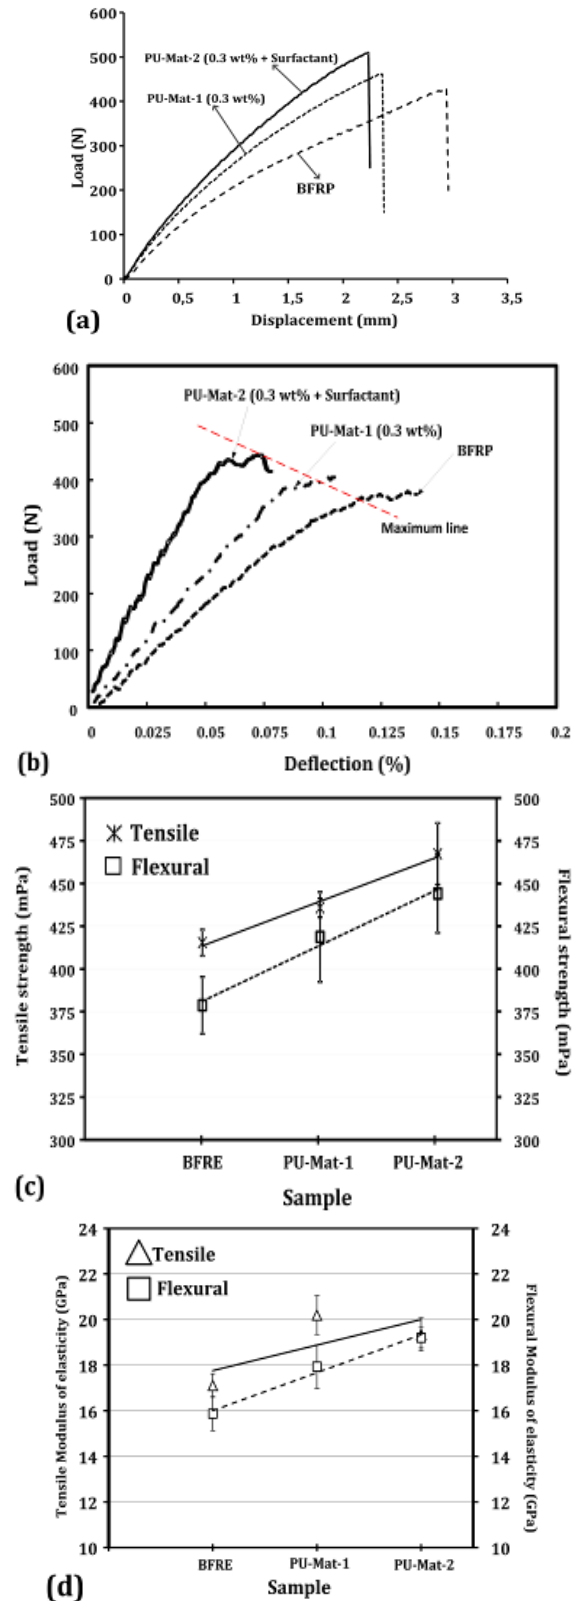 600
500
400
300
200
100
0
Load (N)
PU-Mat-2 (0.3 wt% + Surfactant)
PU-Mat-1 (0.3 wt%)
BFRP
0 0,5 1 1,5 2 2,5 3 3,5
Displacement (mm)
(a)
600
500
400
300
200
100
0
Load (N)
PU-Mat-2 (0.3 wt% + Surfactant)
PU-Mat-1 (0.3 wt%)
BFRP
Maximum line
0 0.025 0.05 0.075 0.1 0.125 0.15 0.175 0.2
Deflection (%)
(b)
500 500
475 475
450 450
425 425
400 400
375 375
350 350
325 325
300 300
Tensile strength (mPa)
Flexural strength (mPa)
Tensile
Flexural
BFRE PU-Mat-1 PU-Mat-2
Sample
(c)
24 24
22 22
20 20
18 18
16 16
14 14
12 12
10 10
Tensile Modulus of elasticity (GPa)
Flexural Modulus of elasticity (GPa)
Tensile
Flexural
BFRE PU-Mat-1 PU-Mat-2
Sample
(d)